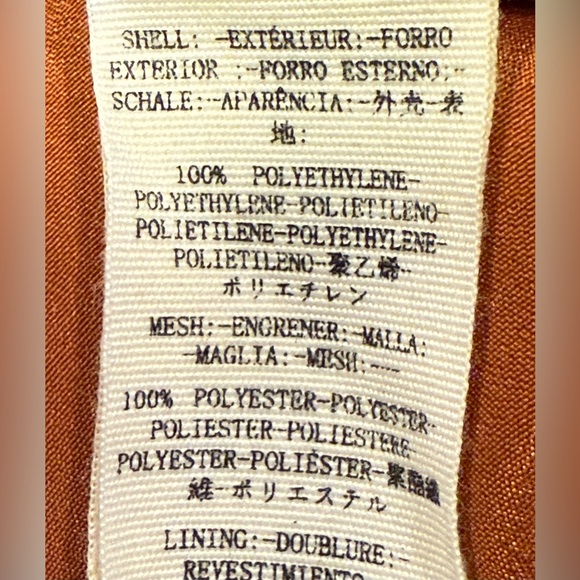 SHELL: -EXTÉRIEUR:-FORRO
EXTERIOR :-FORRO ESTERNO:-
SCHALE:-APARÊNCIA:-外壳-表
地:
100% POLYETHYLENE-
POLYETHYLENE-POLIETILENO-
POLIETILENE-POLYETHYLENE-
POLIETILENO-聚乙烯-
ポリエチレン
MESH:-ENGRENER:-MALLA:
-MAGLIA:-MESH:---
100% POLYESTER-POLYESTER-
POLIESTER-POLIESTERE-
POLYESTER-POLIÉSTER-聚酯纖
維-ポリエステル
LINING:-DOUBLURE:-
REVESTIMIENTO